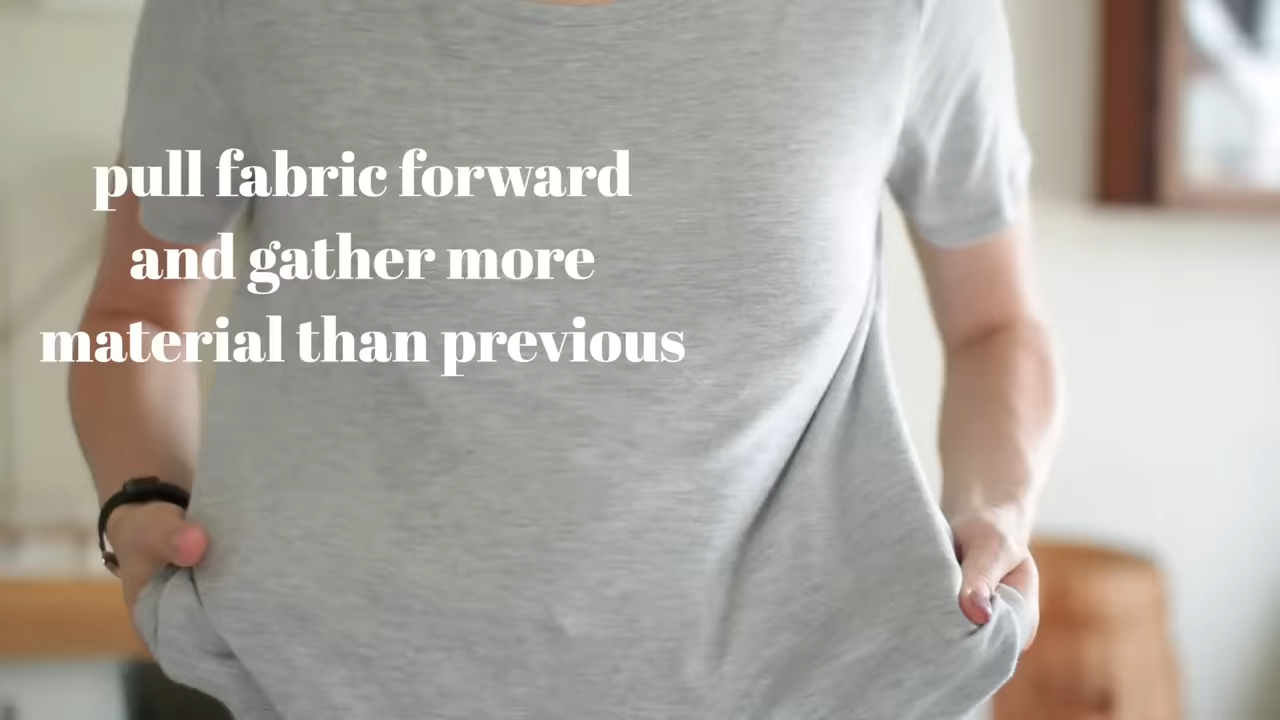 pull fabric forward
and gather more
material than previous